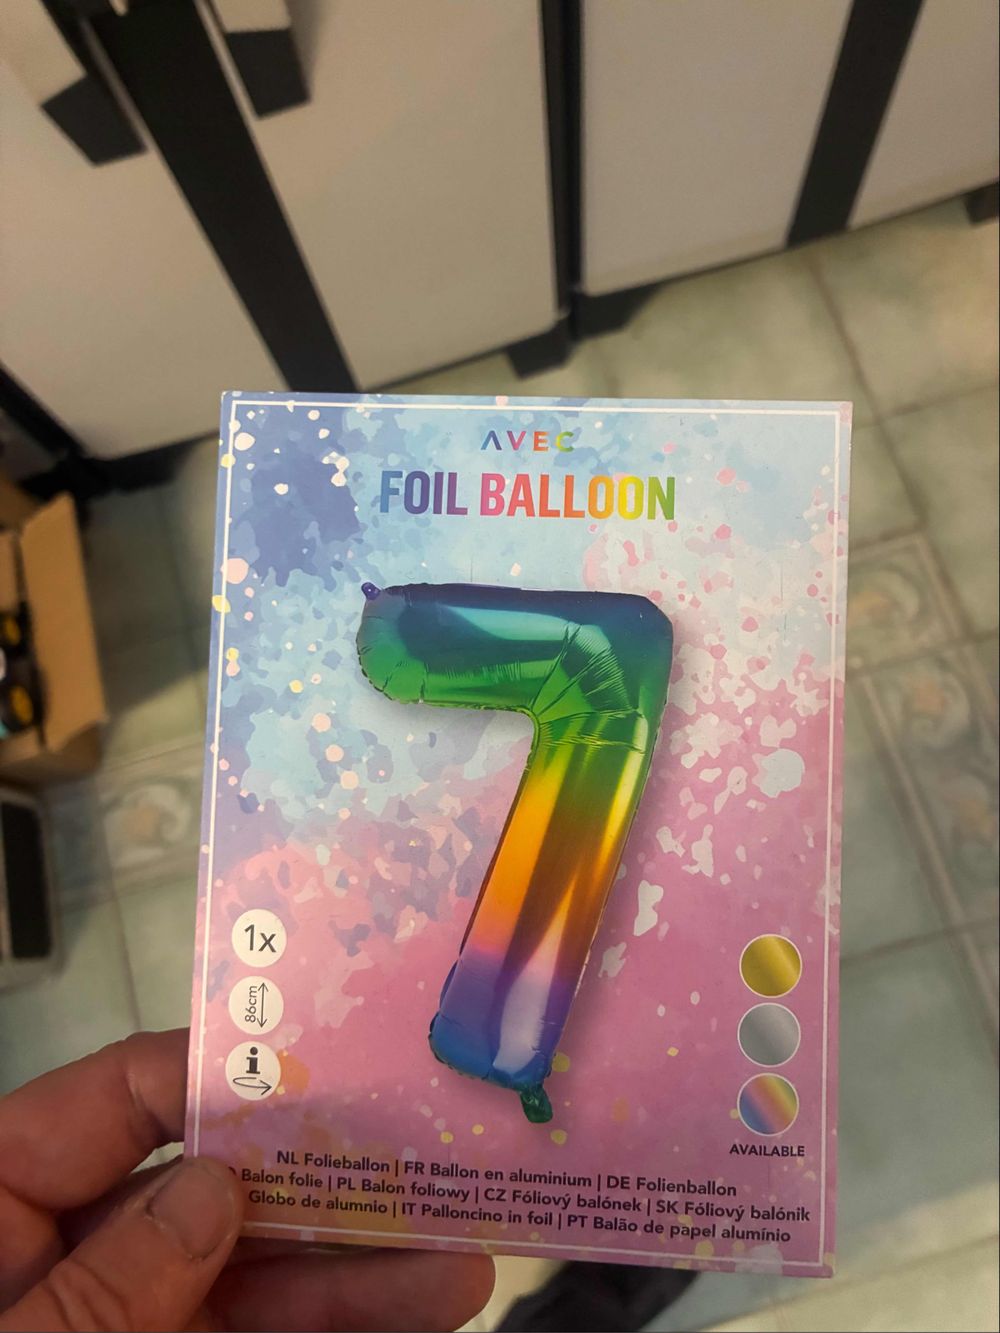 AVEC
FOIL BALLOON
7
1x
86cm
i
AVAILABLE
NL Folieballon | FR Ballon en aluminium | DE Folienballon
Balon folie | PL Balon foliowy | CZ Fóliový balónek | SK Fóliový balónik
Globo de alumnio | IT Palloncino in foil | PT Balão de papel alumínio